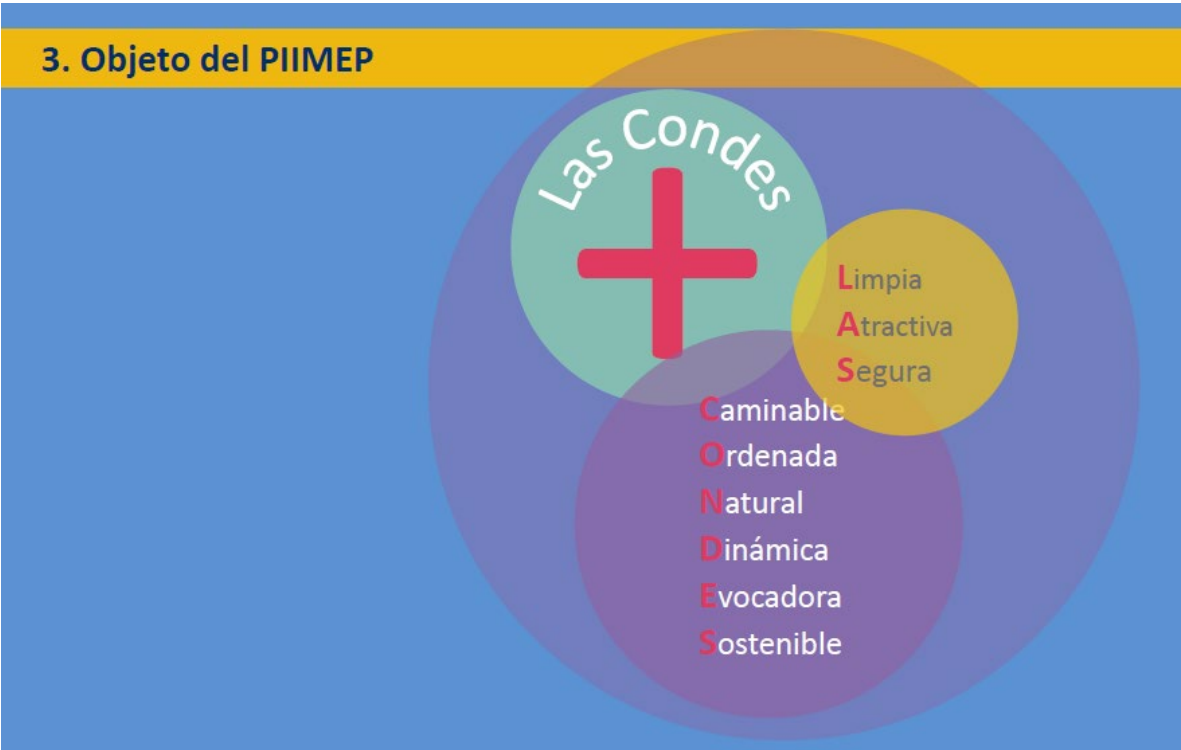 3. Objeto del PIIMEP
Las Condes
Limpia
Atractiva
Segura
Caminable
Ordenada
Natural
Dinámica
Evocadora
Sostenible